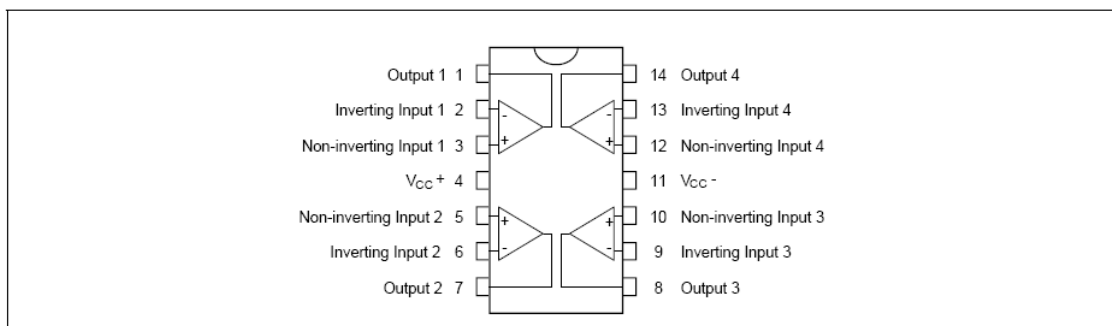 Output 1 1
14 Output 4
Inverting Input 1 2
-
-
13 Inverting Input 4
Non-inverting Input 1 3
+
+
12 Non-inverting Input 4
VCC + 4
11 VCC -
Non-inverting Input 2 5
+
+
10 Non-inverting Input 3
Inverting Input 2 6
-
-
9 Inverting Input 3
Output 2 7
8 Output 3